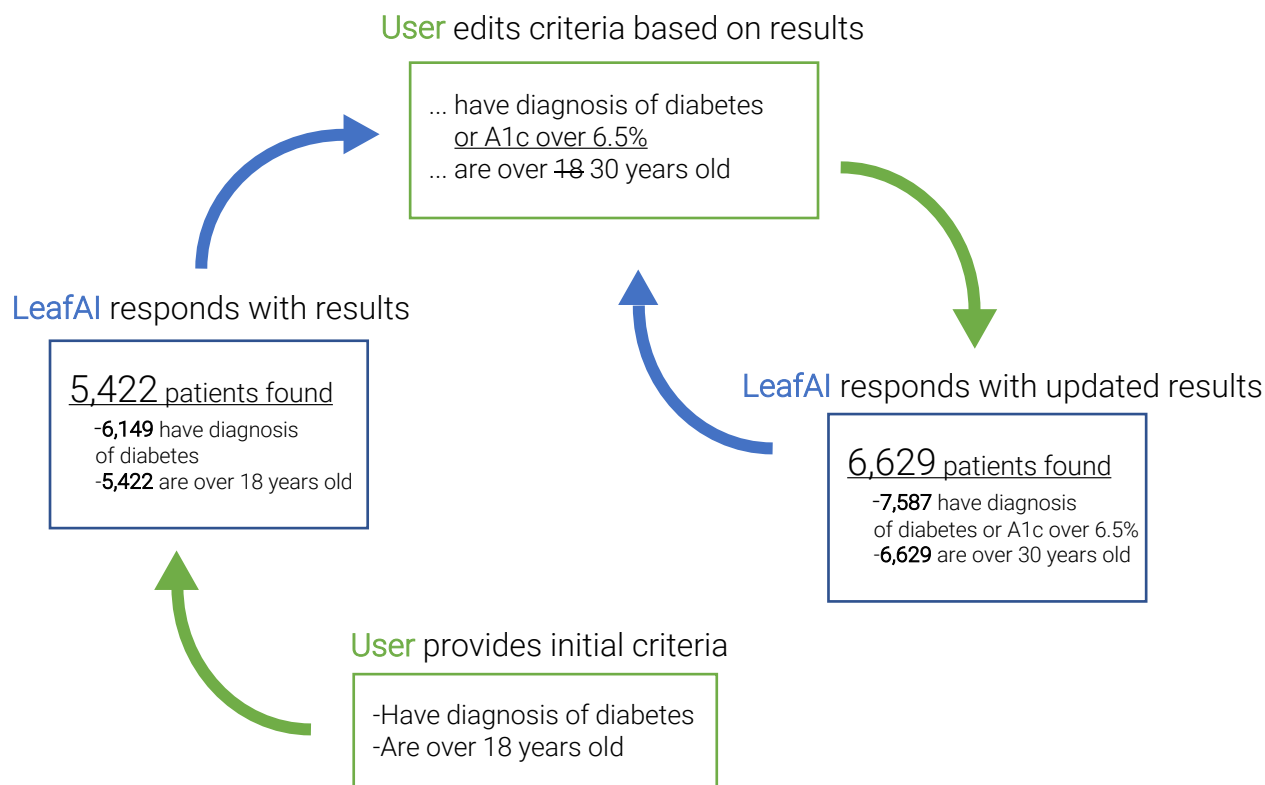 User edits criteria based on results
... have diagnosis of diabetes
or A1c over 6.5%
... are over 18 30 years old
LeafAI responds with results
5,422 patients found
-6,149 have diagnosis
of diabetes
-5,422 are over 18 years old
LeafAI responds with updated results
6,629 patients found
-7,587 have diagnosis
of diabetes or A1c over 6.5%
-6,629 are over 30 years old
User provides initial criteria
-Have diagnosis of diabetes
-Are over 18 years old